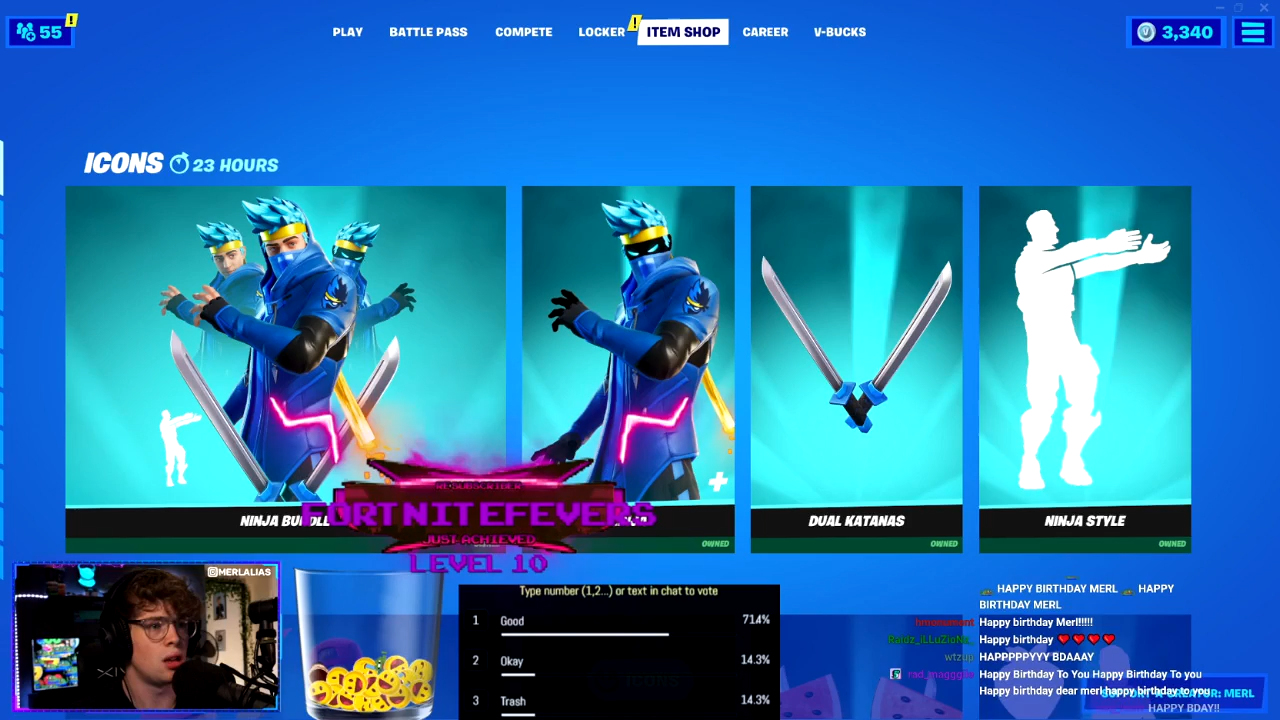 55
!
PLAY
BATTLE PASS
COMPETE
LOCKER
!
ITEM SHOP
CAREER
V-BUCKS
3,340
ICONS 23 HOURS
NINJA
DUAL KATANAS
NINJA STYLE
OWNED
OWNED
OWNED
RESUBSCRIBER
FORTNITEFEVERS
JUST ACHIEVED
LEVEL 10
@MERLALIAS
Type number (1,2...) or text in chat to vote
1 Good 71.4%
2 Okay 14.3%
3 Trash 14.3%
HAPPY BIRTHDAY MERL HAPPY
BIRTHDAY MERL
Happy birthday Merl!!!!!
Happy birthday ❤❤❤❤
wtzup HAPPPPPYYY BDAAAY
Happy Birthday To You Happy Birthday To you
Happy birthday dear merl happy birthday to you
SUPPORT A CREATOR: MERL
HAPPY BDAY!!